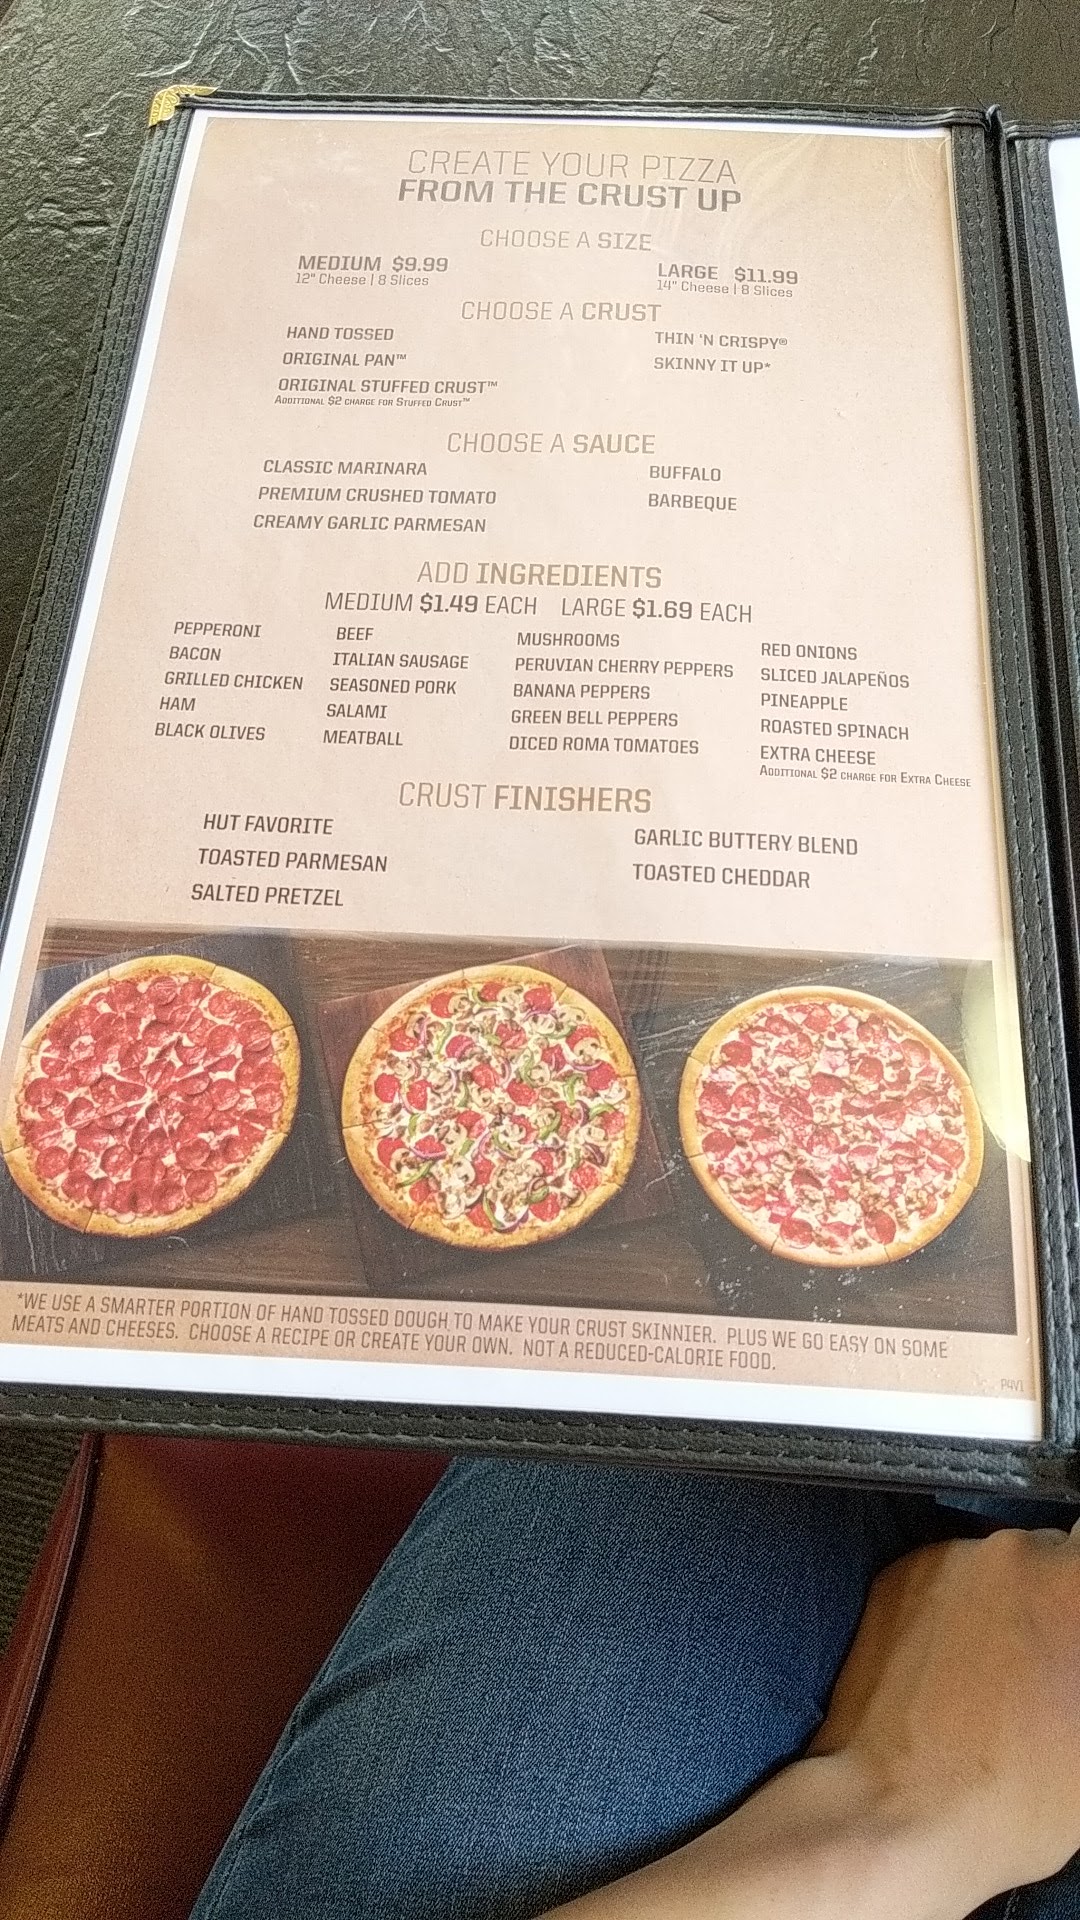 CREATE YOUR PIZZA
FROM THE CRUST UP
CHOOSE A SIZE
MEDIUM $9.99
12" Cheese | 8 Slices
LARGE $11.99
14" Cheese | 8 Slices
CHOOSE A CRUST
HAND TOSSED
ORIGINAL PAN™
ORIGINAL STUFFED CRUST™
ADDITIONAL $2 CHARGE FOR STUFFED CRUST™
THIN 'N CRISPY®
SKINNY IT UP*
CHOOSE A SAUCE
CLASSIC MARINARA
PREMIUM CRUSHED TOMATO
CREAMY GARLIC PARMESAN
BUFFALO
BARBEQUE
ADD INGREDIENTS
MEDIUM $1.49 EACH LARGE $1.69 EACH
PEPPERONI
BACON
GRILLED CHICKEN
HAM
BLACK OLIVES
BEEF
ITALIAN SAUSAGE
SEASONED PORK
SALAMI
MEATBALL
MUSHROOMS
PERUVIAN CHERRY PEPPERS
BANANA PEPPERS
GREEN BELL PEPPERS
DICED ROMA TOMATOES
RED ONIONS
SLICED JALAPEÑOS
PINEAPPLE
ROASTED SPINACH
EXTRA CHEESE
ADDITIONAL $2 CHARGE FOR EXTRA CHEESE
CRUST FINISHERS
HUT FAVORITE
TOASTED PARMESAN
SALTED PRETZEL
GARLIC BUTTERY BLEND
TOASTED CHEDDAR
*WE USE A SMARTER PORTION OF HAND TOSSED DOUGH TO MAKE YOUR CRUST SKINNIER. PLUS WE GO EASY ON SOME
MEATS AND CHEESES. CHOOSE A RECIPE OR CREATE YOUR OWN. NOT A REDUCED-CALORIE FOOD.
P4V1